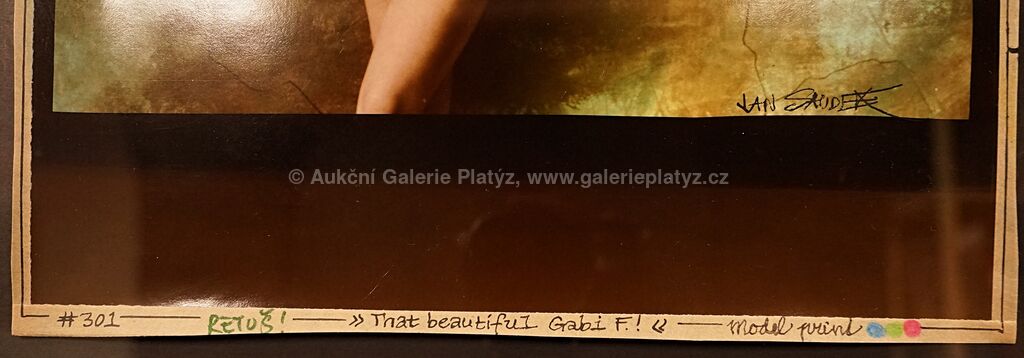 JAN SAUDEK
© Aukční Galerie Platýz, www.galerieplatyz.cz
#301 — RETUŠ! — » That beautiful Gabi F.! « — Model print